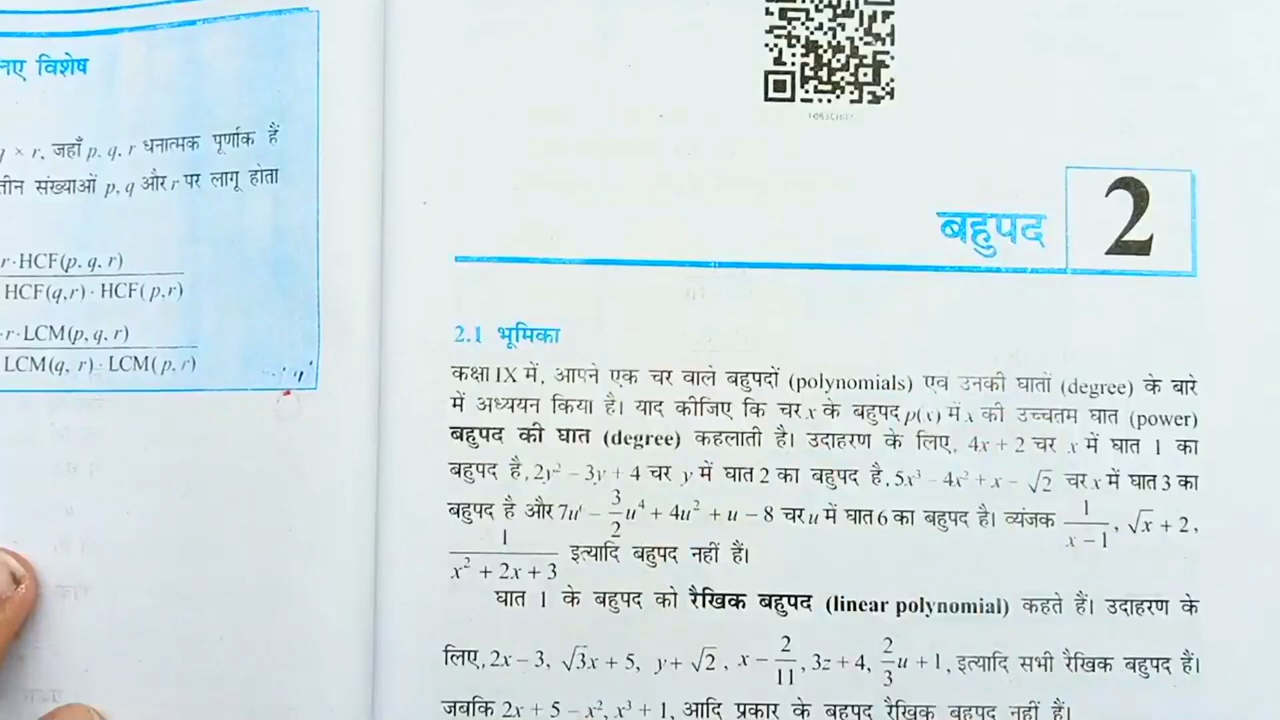 नए विशेष
q × r, जहाँ p, q, r धनात्मक पूर्णांक हैं
तीन संख्याओं p, q और r पर लागू होता
r·HCF(p, q, r)
HCF(q,r)·HCF(p,r)
r·LCM(p, q, r)
LCM(q, r)·LCM(p, r)
बहुपद 2
2.1 भूमिका
कक्षा IX में, आपने एक चर वाले बहुपदों (polynomials) एवं उनकी घातों (degree) के बारे
में अध्ययन किया है। याद कीजिए कि चर x के बहुपद p(x) में x की उच्चतम घात (power)
बहुपद की घात (degree) कहलाती है। उदाहरण के लिए, 4x + 2 चर x में घात 1 का
बहुपद है, 2y² – 3y + 4 चर y में घात 2 का बहुपद है, 5x³ – 4x² + x – √2 चर x में घात 3 का
बहुपद है और 7u – 3/2 u⁴ + 4u² + u – 8 चर u में घात 6 का बहुपद है। व्यंजक 1/(x – 1), √x + 2,
1/(x² + 2x + 3) इत्यादि बहुपद नहीं हैं।
घात 1 के बहुपद को रैखिक बहुपद (linear polynomial) कहते हैं। उदाहरण के
लिए, 2x – 3, √3x + 5, y + √2, x – 2/11, 3z + 4, 2/3 u + 1, इत्यादि सभी रैखिक बहुपद हैं।
जबकि 2x + 5 – x², x³ + 1, आदि प्रकार के बहुपद रैखिक बहुपद नहीं हैं।